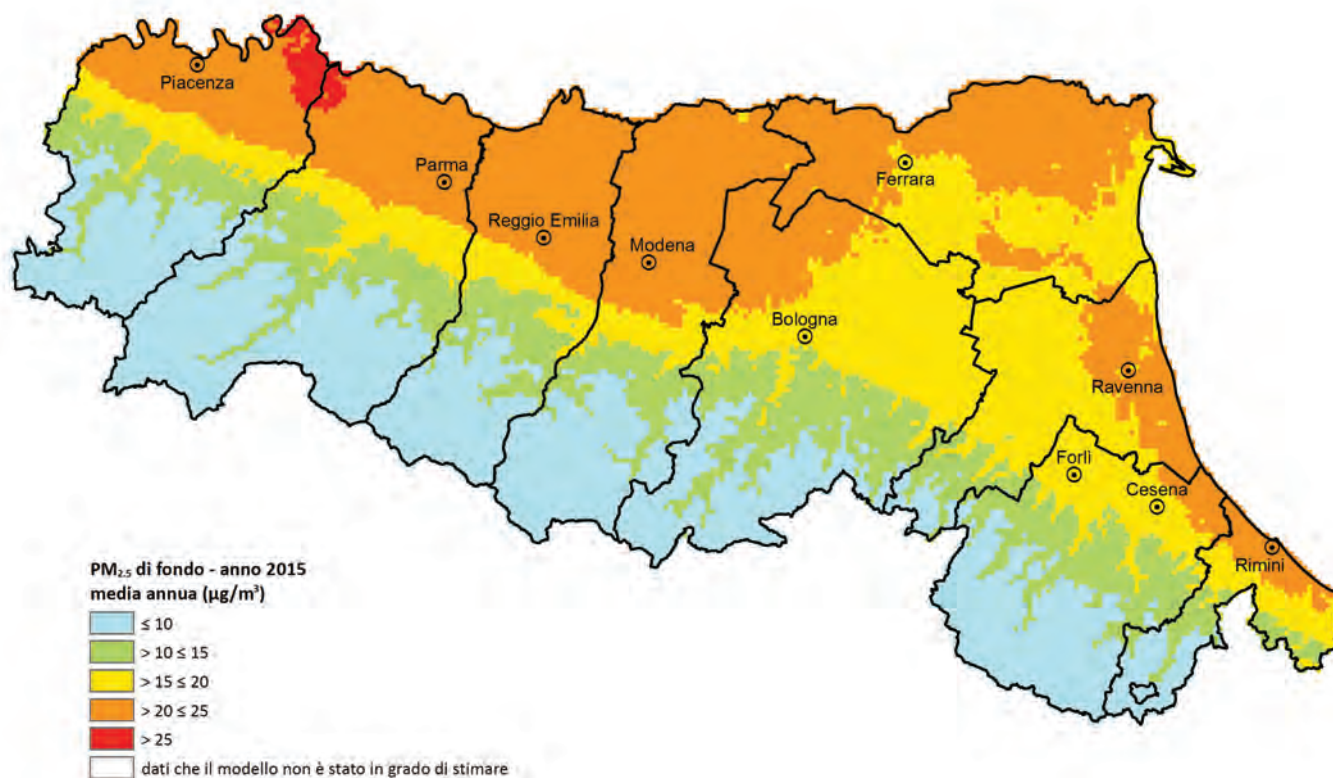 Piacenza
Parma
Reggio Emilia
Modena
Ferrara
Bologna
Ravenna
Forlì
Cesena
Rimini
PM₂.₅ di fondo - anno 2015
media annua (µg/m³)
≤ 10
> 10 ≤ 15
> 15 ≤ 20
> 20 ≤ 25
> 25
dati che il modello non è stato in grado di stimare